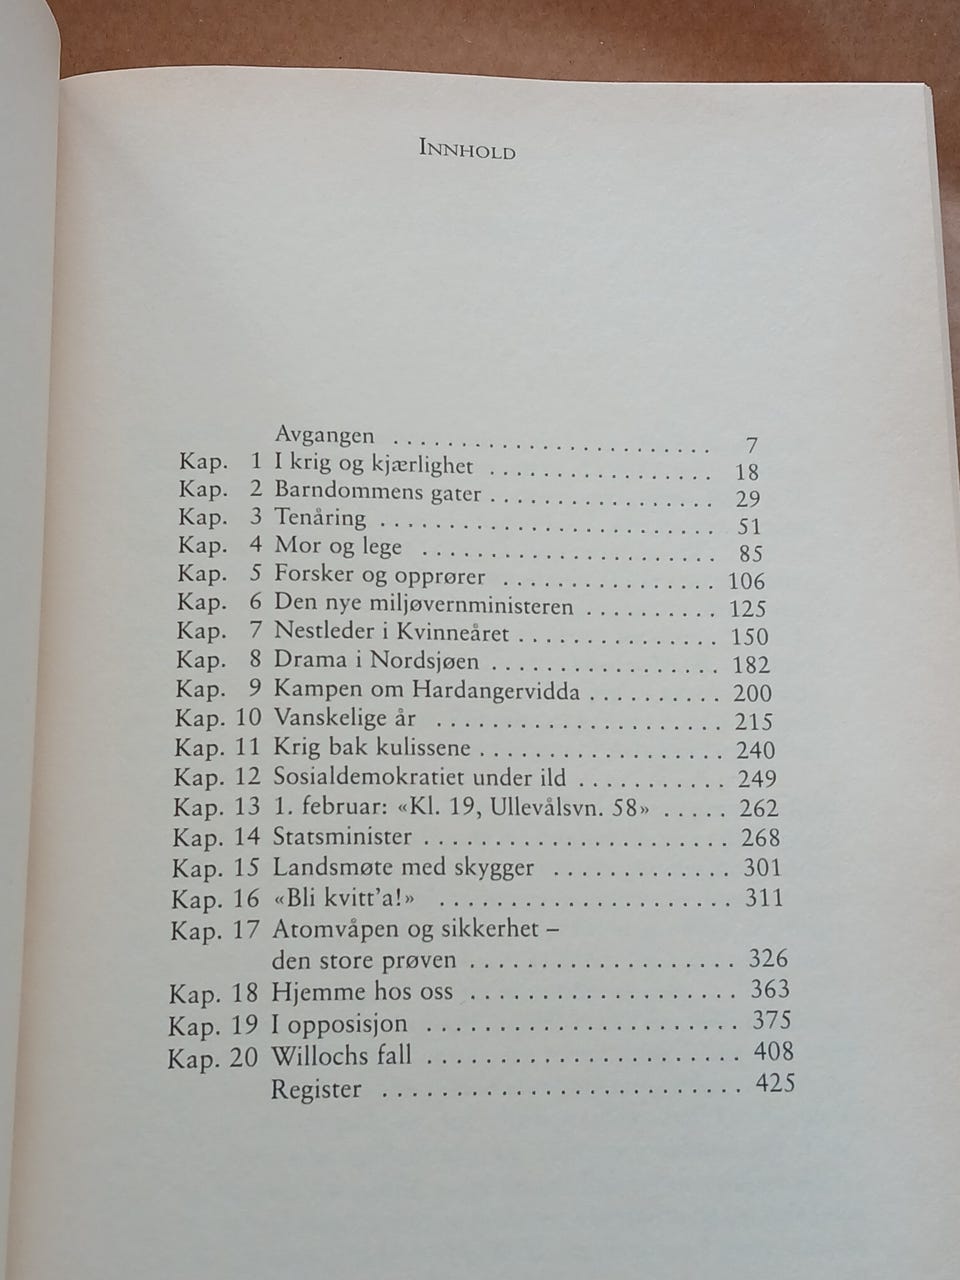 INNHOLD
Avgangen . . . . . . . . . . . . . . . . . . . . . . . . 7
Kap. 1 I krig og kjærlighet . . . . . . . . . . . . . . . . . 18
Kap. 2 Barndommens gater . . . . . . . . . . . . . . . . . 29
Kap. 3 Tenåring . . . . . . . . . . . . . . . . . . . . . . . . . 51
Kap. 4 Mor og lege . . . . . . . . . . . . . . . . . . . . . . 85
Kap. 5 Forsker og opprører . . . . . . . . . . . . . . . . 106
Kap. 6 Den nye miljøvernministeren . . . . . . . . . . 125
Kap. 7 Nestleder i Kvinneåret . . . . . . . . . . . . . . . 150
Kap. 8 Drama i Nordsjøen . . . . . . . . . . . . . . . . . 182
Kap. 9 Kampen om Hardangervidda . . . . . . . . . . 200
Kap. 10 Vanskelige år . . . . . . . . . . . . . . . . . . . . . 215
Kap. 11 Krig bak kulissene . . . . . . . . . . . . . . . . . . 240
Kap. 12 Sosialdemokratiet under ild . . . . . . . . . . . 249
Kap. 13 1. februar: «Kl. 19, Ullevålsvn. 58» . . . . . 262
Kap. 14 Statsminister . . . . . . . . . . . . . . . . . . . . . . 268
Kap. 15 Landsmøte med skygger . . . . . . . . . . . . . 301
Kap. 16 «Bli kvitt'a!» . . . . . . . . . . . . . . . . . . . . . 311
Kap. 17 Atomvåpen og sikkerhet –
den store prøven . . . . . . . . . . . . . . . . . . . 326
Kap. 18 Hjemme hos oss . . . . . . . . . . . . . . . . . . . 363
Kap. 19 I opposisjon . . . . . . . . . . . . . . . . . . . . . . 375
Kap. 20 Willochs fall . . . . . . . . . . . . . . . . . . . . . . 408
Register . . . . . . . . . . . . . . . . . . . . . . . . . 425